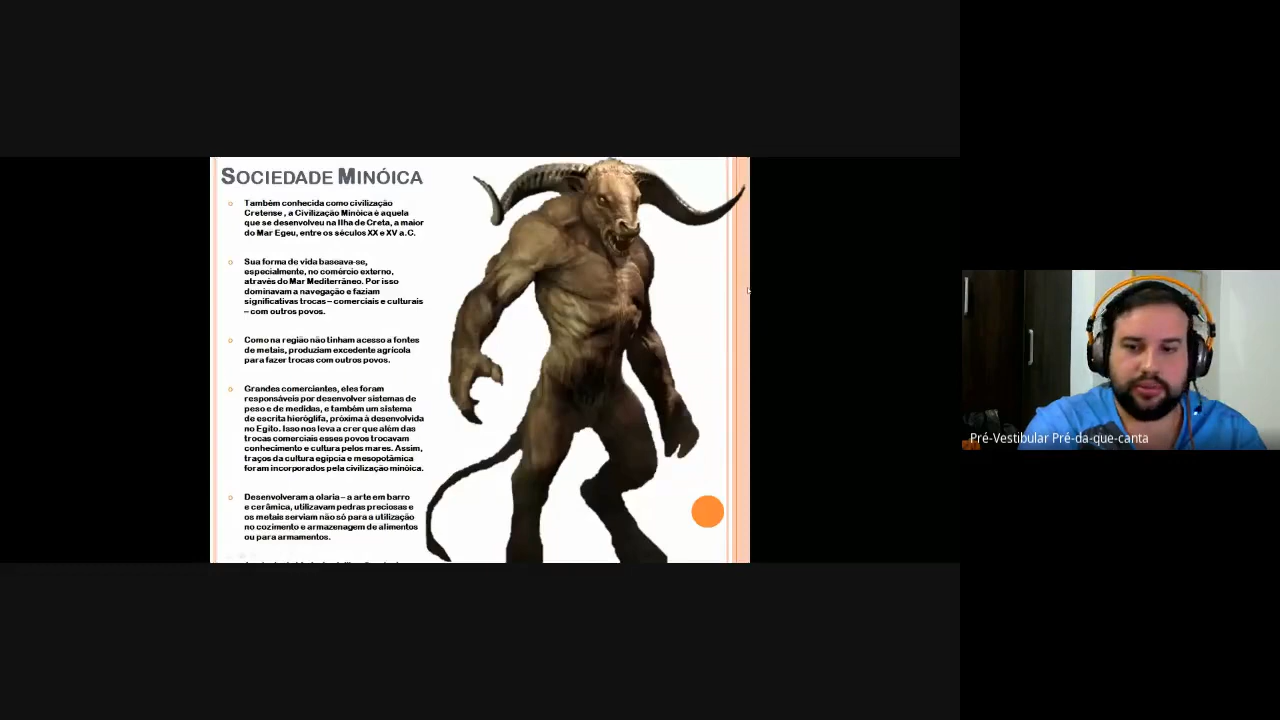 SOCIEDADE MINÓICA
Também conhecida como civilização
Cretense , a Civilização Minóica é aquela
que se desenvolveu na Ilha de Creta, a maior
do Mar Egeu, entre os séculos XX e XV a.C.
Sua forma de vida baseava-se,
especialmente, no comércio externo,
através do Mar Mediterrâneo. Por isso
dominavam a navegação e faziam
significativas trocas – comerciais e culturais
– com outros povos.
Como na região não tinham acesso a fontes
de metais, produziam excedente agrícola
para fazer trocas com outros povos.
Grandes comerciantes, eles foram
responsáveis por desenvolver sistemas de
peso e de medidas, e também um sistema
de escrita hieróglifa, próxima à desenvolvida
no Egito. Isso nos leva a crer que além das
trocas comerciais esses povos trocavam
conhecimento e cultura pelos mares. Assim,
traços da cultura egípcia e mesopotâmica
foram incorporados pela civilização minóica.
Desenvolveram a olaria – a arte em barro
e cerâmica, utilizavam pedras preciosas e
os metais serviam não só para a utilização
no cozimento e armazenagem de alimentos
ou para armamentos.
Pré-Vestibular Pré-da-que-canta